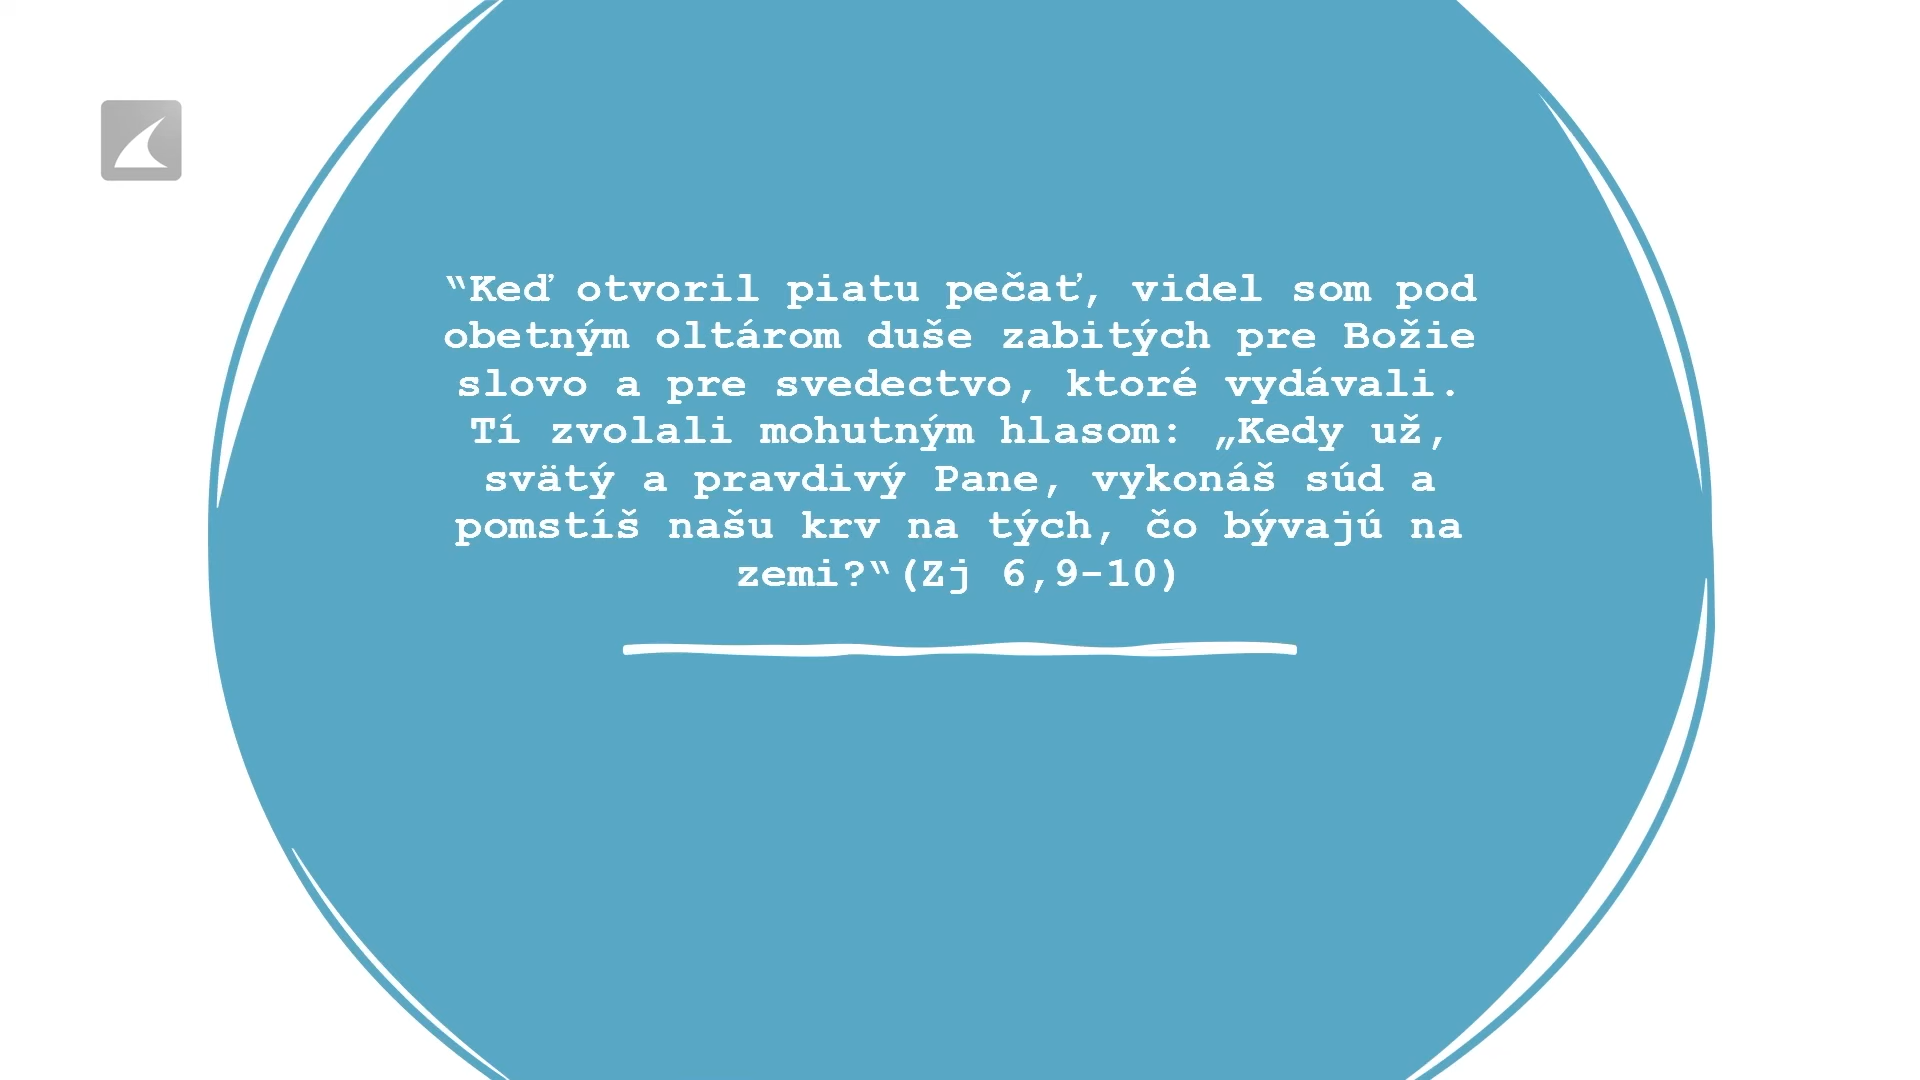 “Keď otvoril piatu pečať, videl som pod
obetným oltárom duše zabitých pre Božie
slovo a pre svedectvo, ktoré vydávali.
Tí zvolali mohutným hlasom: „Kedy už,
svätý a pravdivý Pane, vykonáš súd a
pomstíš našu krv na tých, čo bývajú na
zemi?“(Zj 6,9-10)